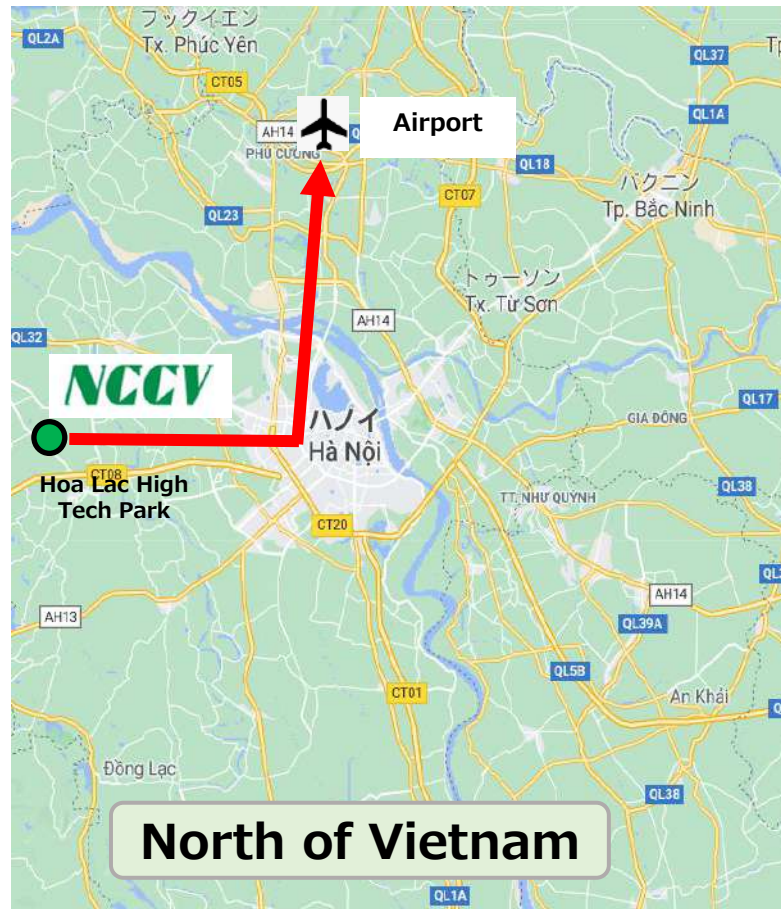 フックイエン
Tx. Phúc Yên
QL2A
QL37
CT05
QL1A
AH14
Airport
PHÚ CƯỜNG
QL18
バクニン
Tp. Bắc Ninh
CT07
QL23
トゥーソン
Tx. Từ Sơn
AH14
QL32
NCCV
QL17
ハノイ
Hà Nội
GIA ĐÔNG
CT08
Hoa Lac High
Tech Park
QL38
TT. NHƯ QUỲNH
CT20
AH14
AH13
QL39A
QL5B
CT01
An Khải
Đồng Lạc
QL38
North of Vietnam
QL1A